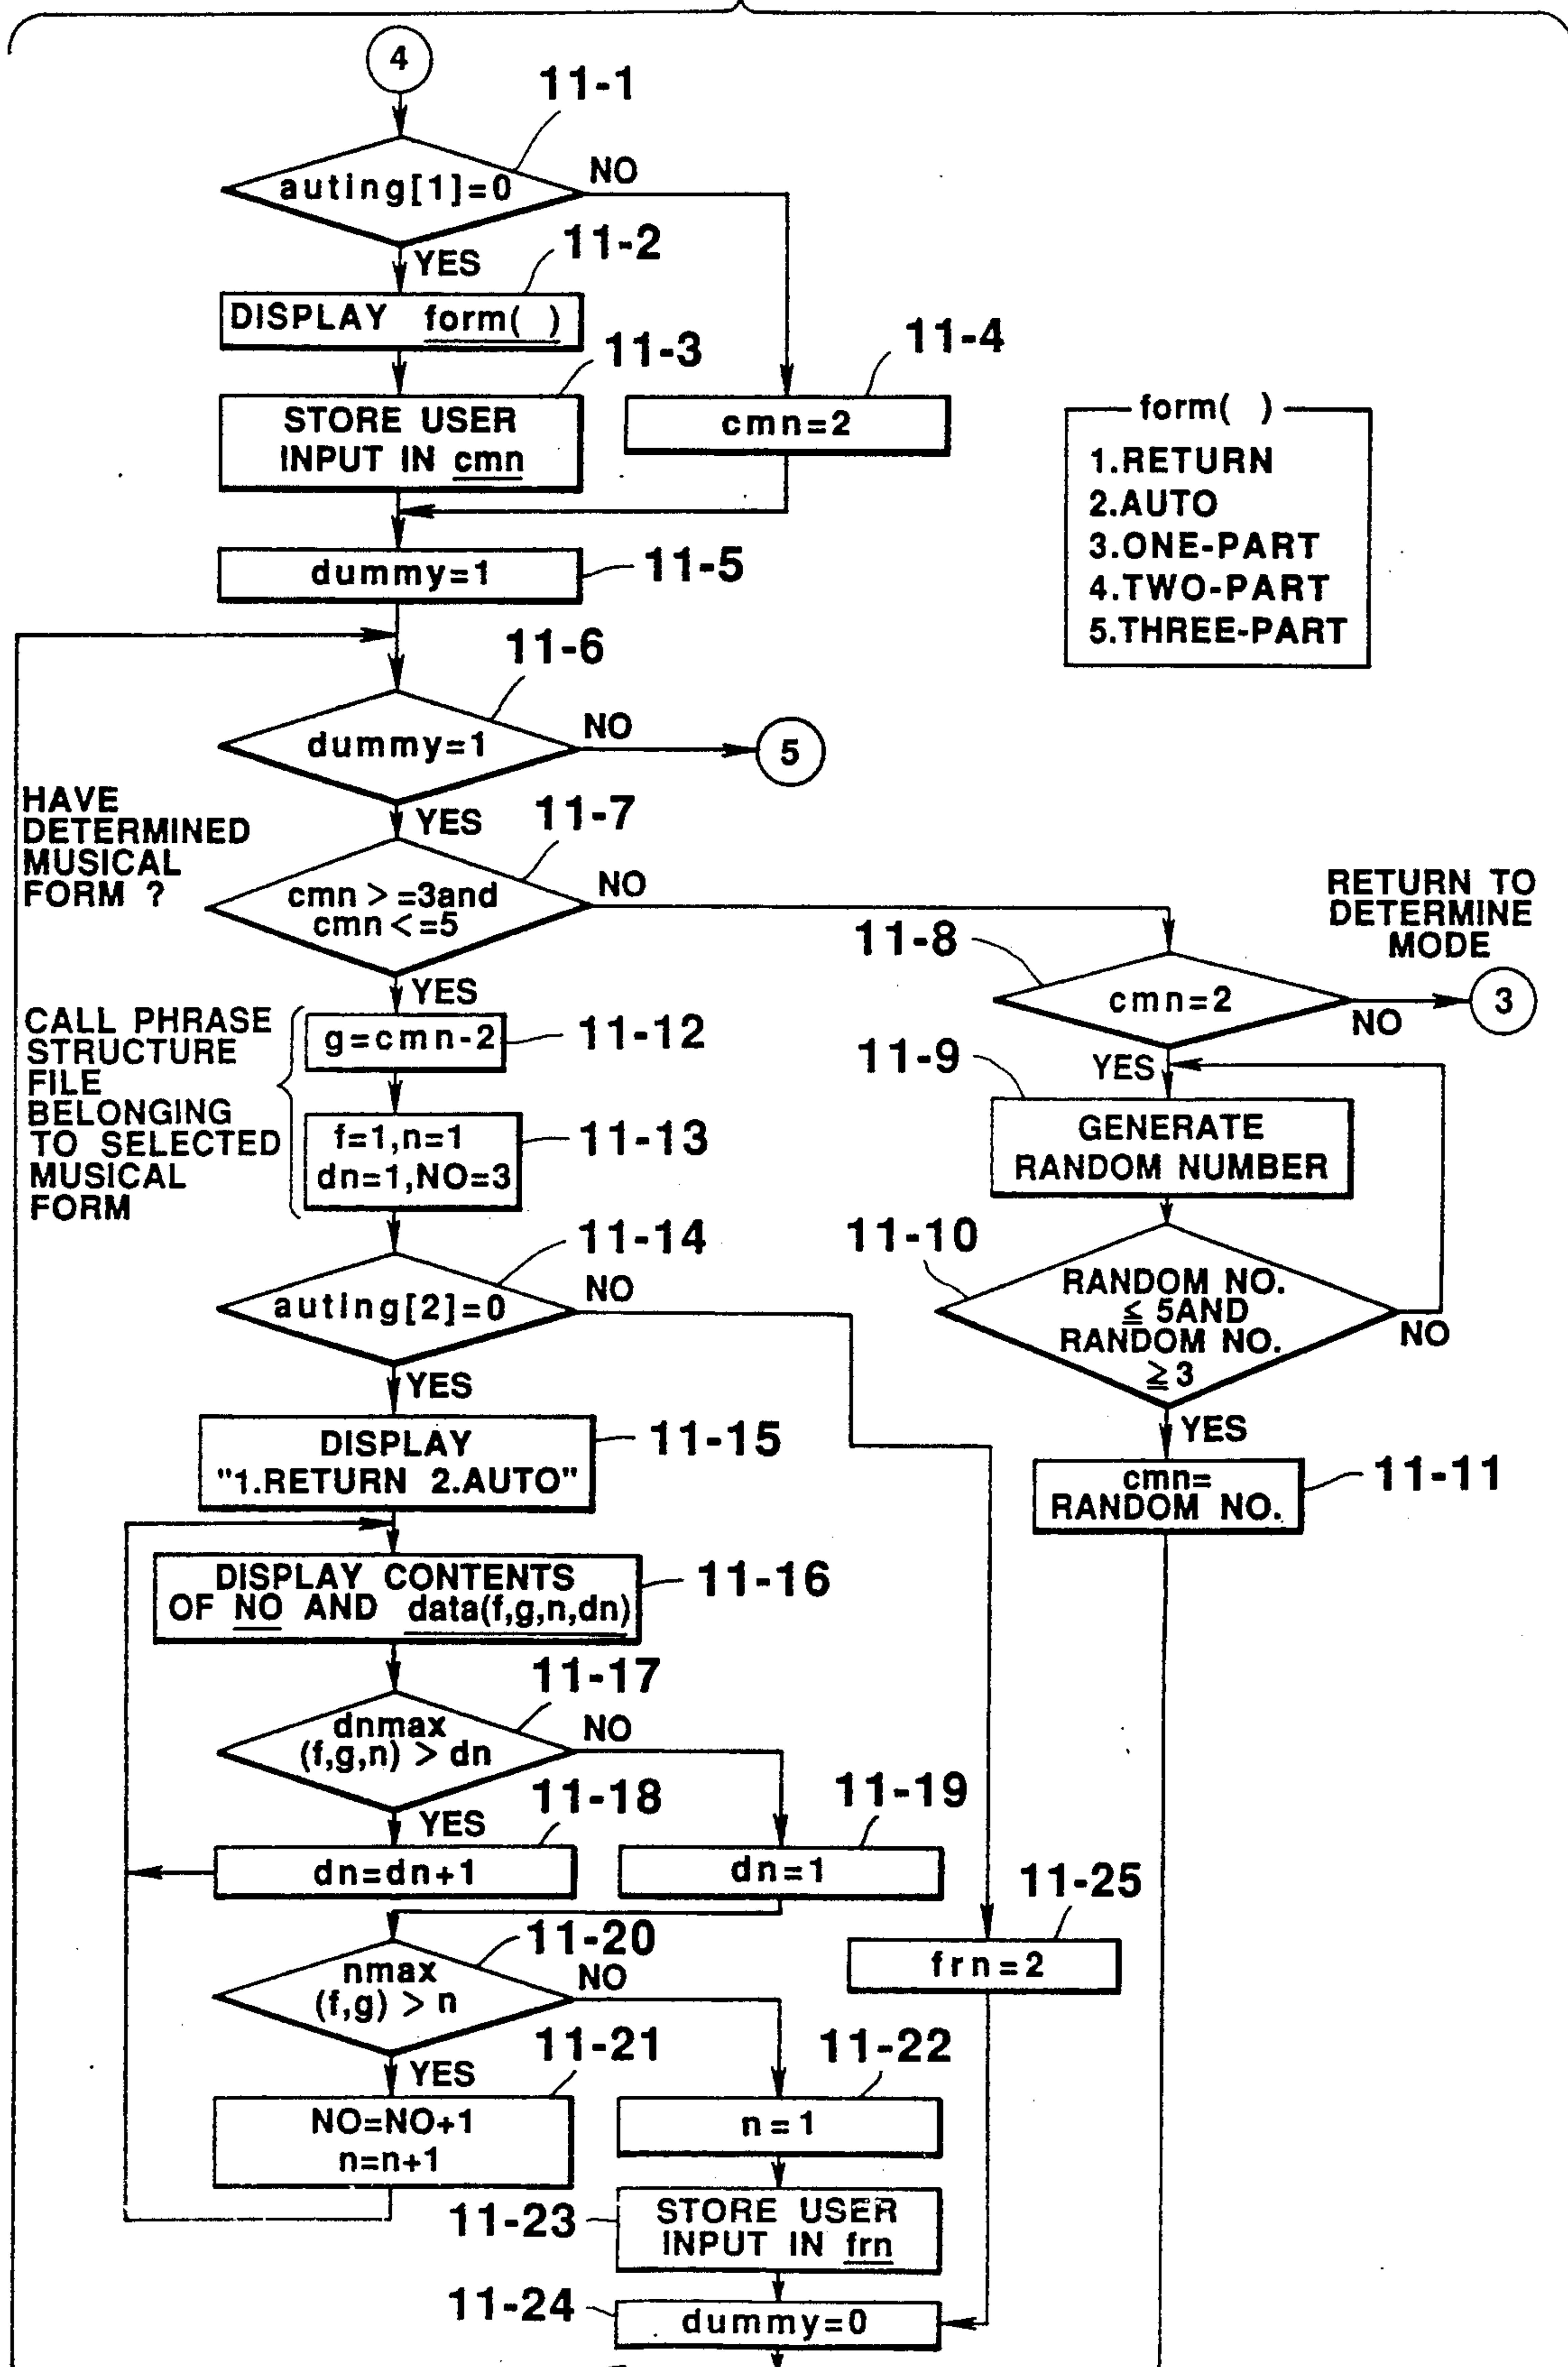 4
11-1
auting[1]=0
NO
YES
11-2
DISPLAY form( )
11-3
STORE USER
INPUT IN cmn
11-4
cmn=2
form( )
1.RETURN
2.AUTO
3.ONE-PART
4.TWO-PART
5.THREE-PART
dummy=1
11-5
11-6
dummy=1
NO
5
YES
HAVE
DETERMINED
MUSICAL
FORM ?
11-7
cmn > =3and
cmn < =5
NO
YES
11-8
cmn=2
RETURN TO
DETERMINE
MODE
NO
3
YES
11-9
GENERATE
RANDOM NUMBER
11-10
RANDOM NO.
≦ 5AND
RANDOM NO.
≧ 3
NO
YES
cmn=
RANDOM NO.
11-11
CALL PHRASE
STRUCTURE
FILE
BELONGING
TO SELECTED
MUSICAL
FORM
g=cmn-2
11-12
f=1,n=1
dn=1,NO=3
11-13
11-14
auting[2]=0
NO
YES
DISPLAY
"1.RETURN 2.AUTO"
11-15
DISPLAY CONTENTS
OF NO AND data(f,g,n,dn)
11-16
11-17
dnmax
(f,g,n) > dn
NO
YES
11-18
dn=dn+1
11-19
dn=1
11-20
nmax
(f,g) > n
NO
YES
11-21
NO=NO+1
n=n+1
11-22
n=1
11-23
STORE USER
INPUT IN frn
11-24
dummy=0
11-25
frn=2